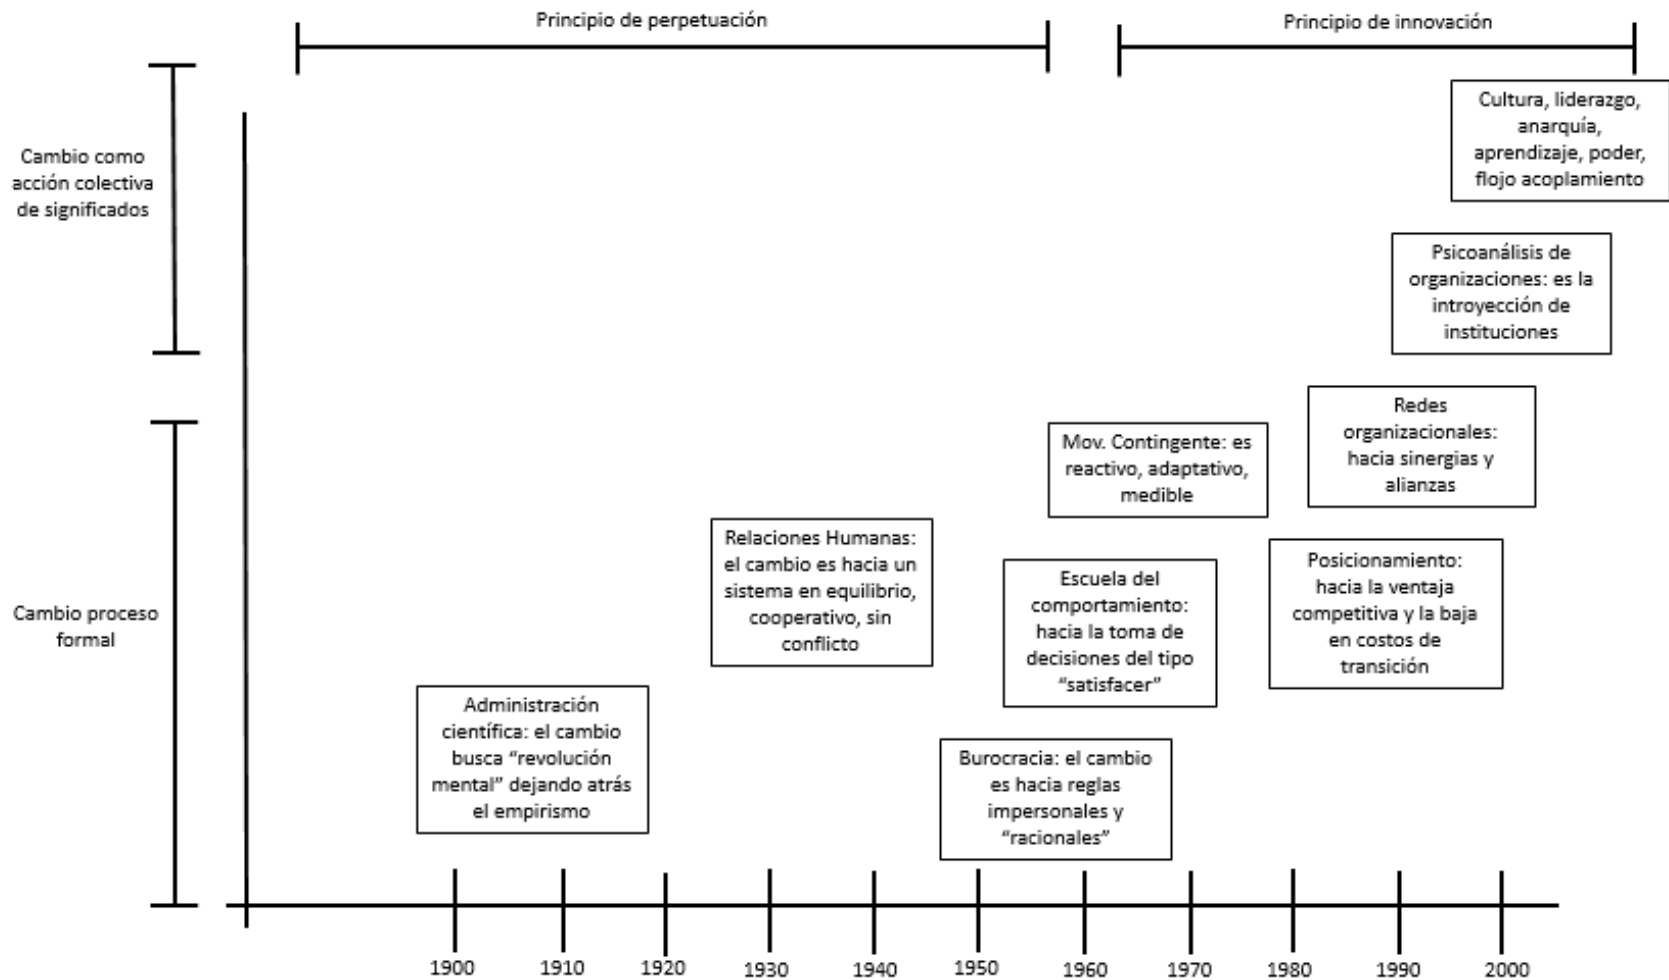 Principio de perpetuación
Principio de innovación
Cambio como
acción colectiva
de significados
Cultura, liderazgo,
anarquía,
aprendizaje, poder,
flojo acoplamiento
Psicoanálisis de
organizaciones: es la
introyección de
instituciones
Redes
organizacionales:
hacia sinergias y
alianzas
Mov. Contingente: es
reactivo, adaptativo,
medible
Cambio proceso
formal
Relaciones Humanas:
el cambio es hacia un
sistema en equilibrio,
cooperativo, sin
conflicto
Escuela del
comportamiento:
hacia la toma de
decisiones del tipo
“satisfacer”
Posicionamiento:
hacia la ventaja
competitiva y la baja
en costos de
transición
Administración
científica: el cambio
busca “revolución
mental” dejando atrás
el empirismo
Burocracia: el cambio
es hacia reglas
impersonales y
“racionales”
1900 1910 1920 1930 1940 1950 1960 1970 1980 1990 2000